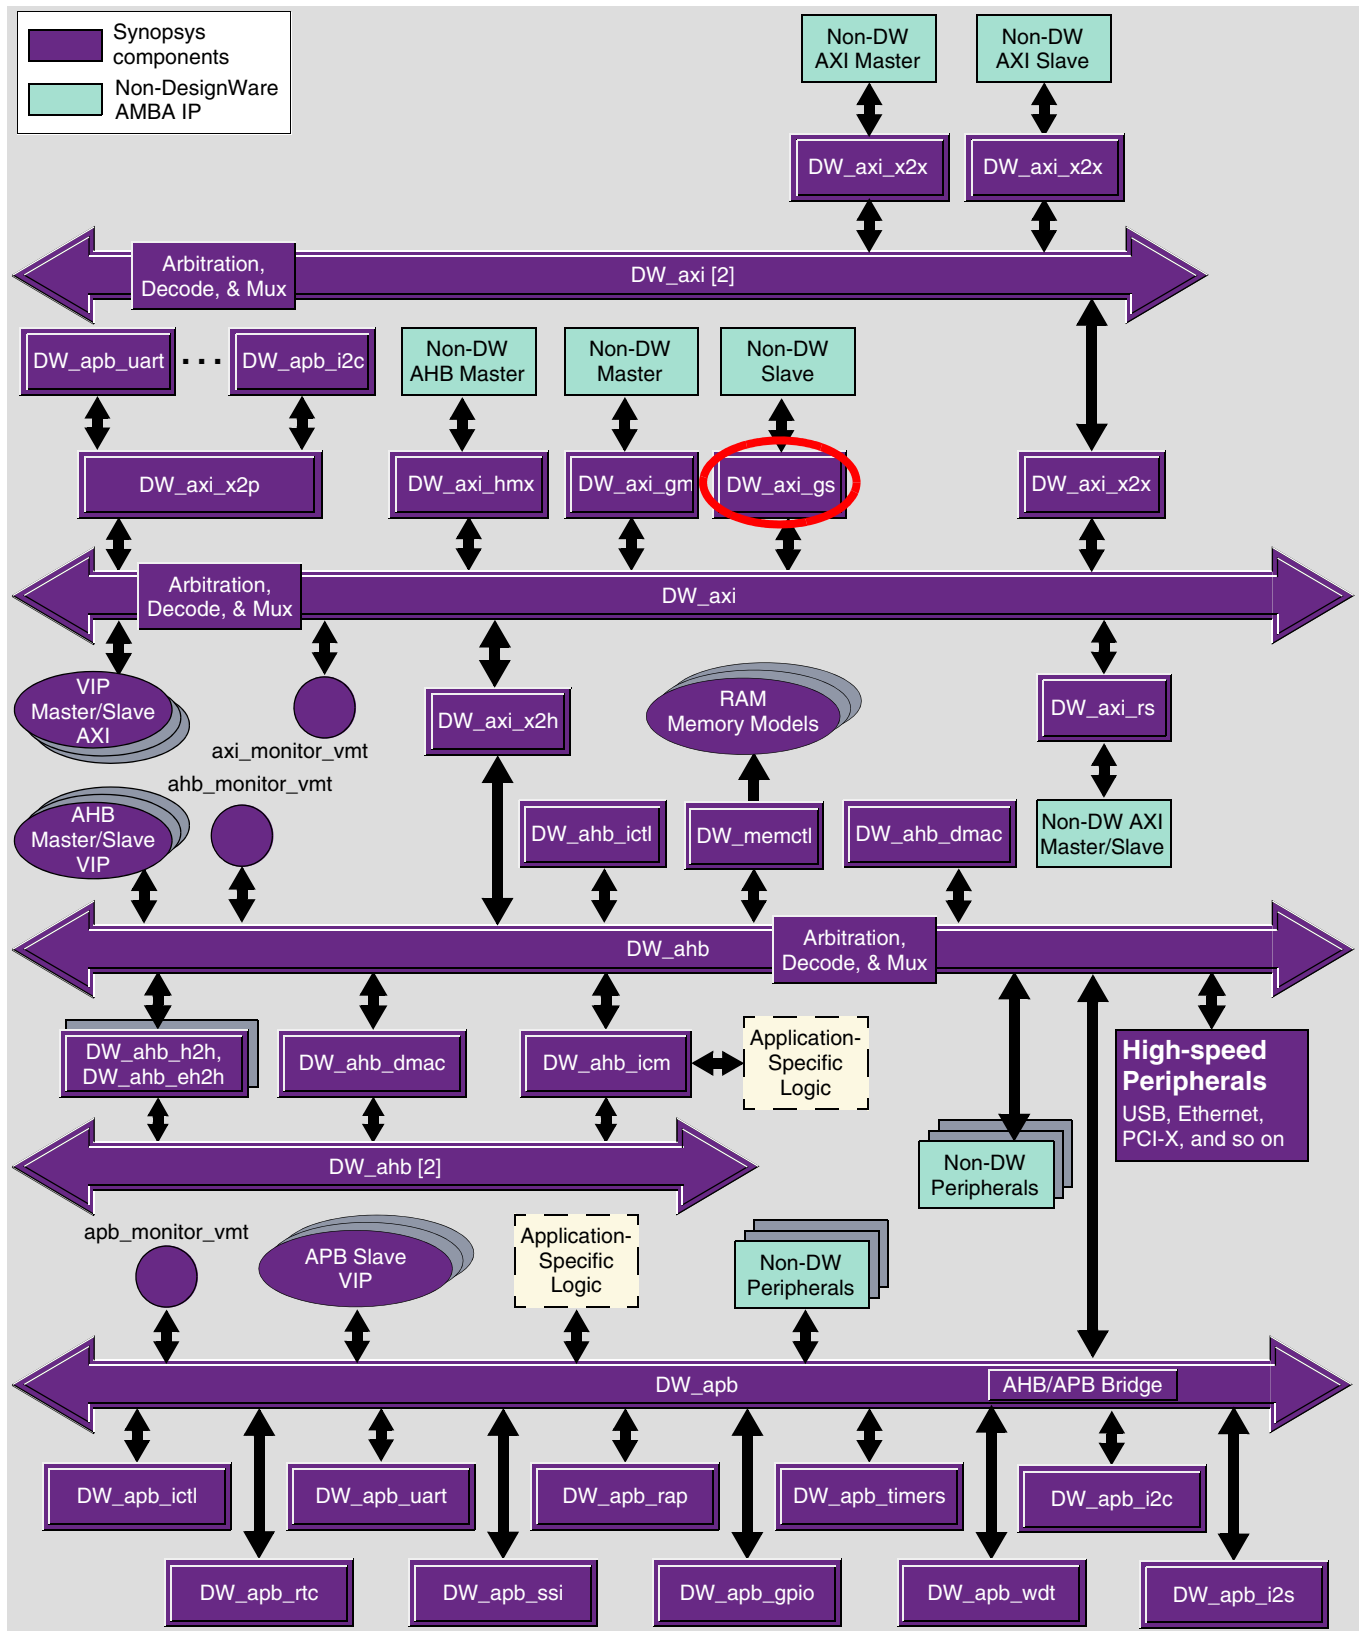 Synopsys
components
Non-DesignWare
AMBA IP
Non-DW
AXI Master
Non-DW
AXI Slave
DW_axi_x2x
DW_axi_x2x
Arbitration,
Decode, & Mux
DW_axi [2]
DW_apb_uart
. . .
DW_apb_i2c
Non-DW
AHB Master
Non-DW
Master
Non-DW
Slave
DW_axi_x2p
DW_axi_hmx
DW_axi_gm
DW_axi_gs
DW_axi_x2x
Arbitration,
Decode, & Mux
DW_axi
VIP
Master/Slave
AXI
axi_monitor_vmt
DW_axi_x2h
RAM
Memory Models
DW_axi_rs
ahb_monitor_vmt
AHB
Master/Slave
VIP
DW_ahb_ictl
DW_memctl
DW_ahb_dmac
Non-DW AXI
Master/Slave
DW_ahb
Arbitration,
Decode, & Mux
DW_ahb_h2h,
DW_ahb_eh2h
DW_ahb_dmac
DW_ahb_icm
Application-
Specific
Logic
High-speed
Peripherals
USB, Ethernet,
PCI-X, and so on
DW_ahb [2]
Non-DW
Peripherals
apb_monitor_vmt
APB Slave
VIP
Application-
Specific
Logic
Non-DW
Peripherals
DW_apb
AHB/APB Bridge
DW_apb_ictl
DW_apb_uart
DW_apb_rap
DW_apb_timers
DW_apb_i2c
DW_apb_rtc
DW_apb_ssi
DW_apb_gpio
DW_apb_wdt
DW_apb_i2s